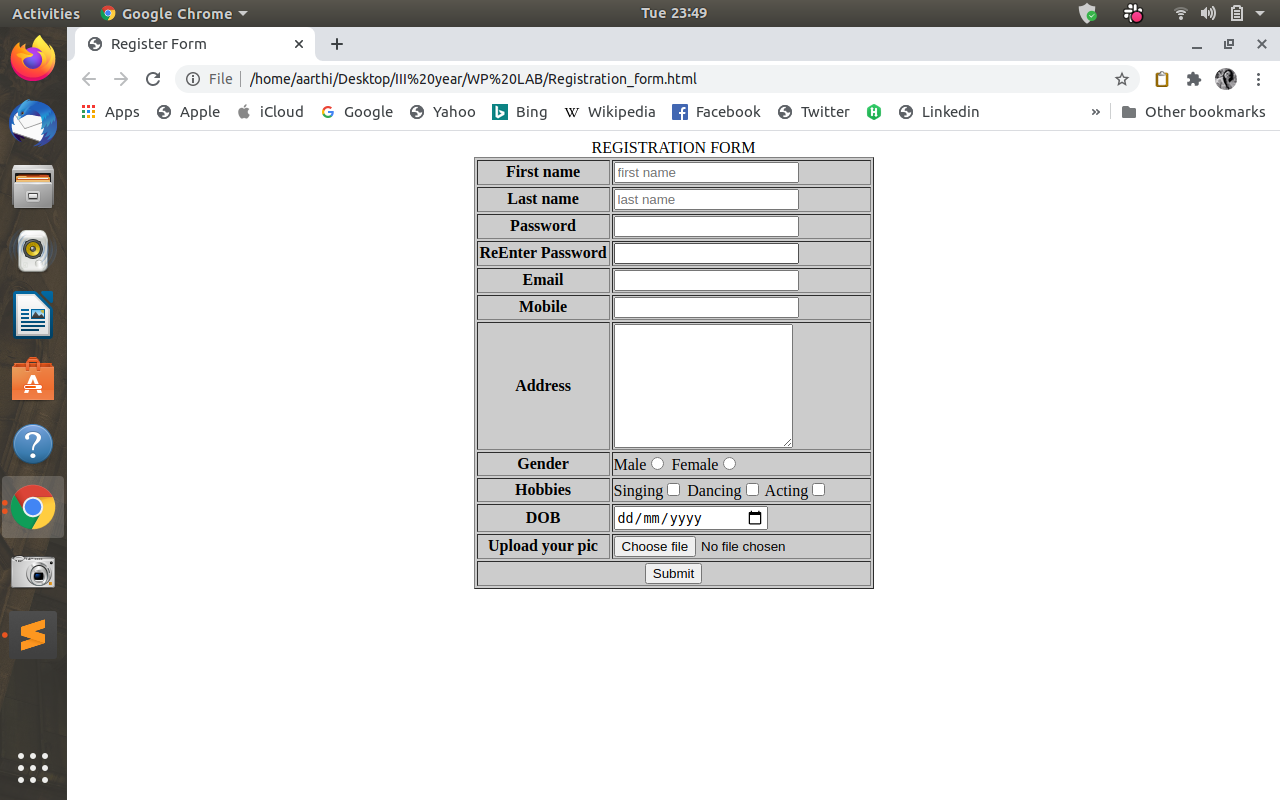 Activities Google Chrome Tue 23:49
Register Form
File /home/aarthi/Desktop/III%20year/WP%20LAB/Registration_form.html
Apps Apple iCloud Google Yahoo Bing Wikipedia Facebook Twitter Linkedin » Other bookmarks
REGISTRATION FORM
First name first name
Last name last name
Password
ReEnter Password
Email
Mobile
Address
Gender Male Female
Hobbies Singing Dancing Acting
DOB dd/mm/yyyy
Upload your pic Choose file No file chosen
Submit